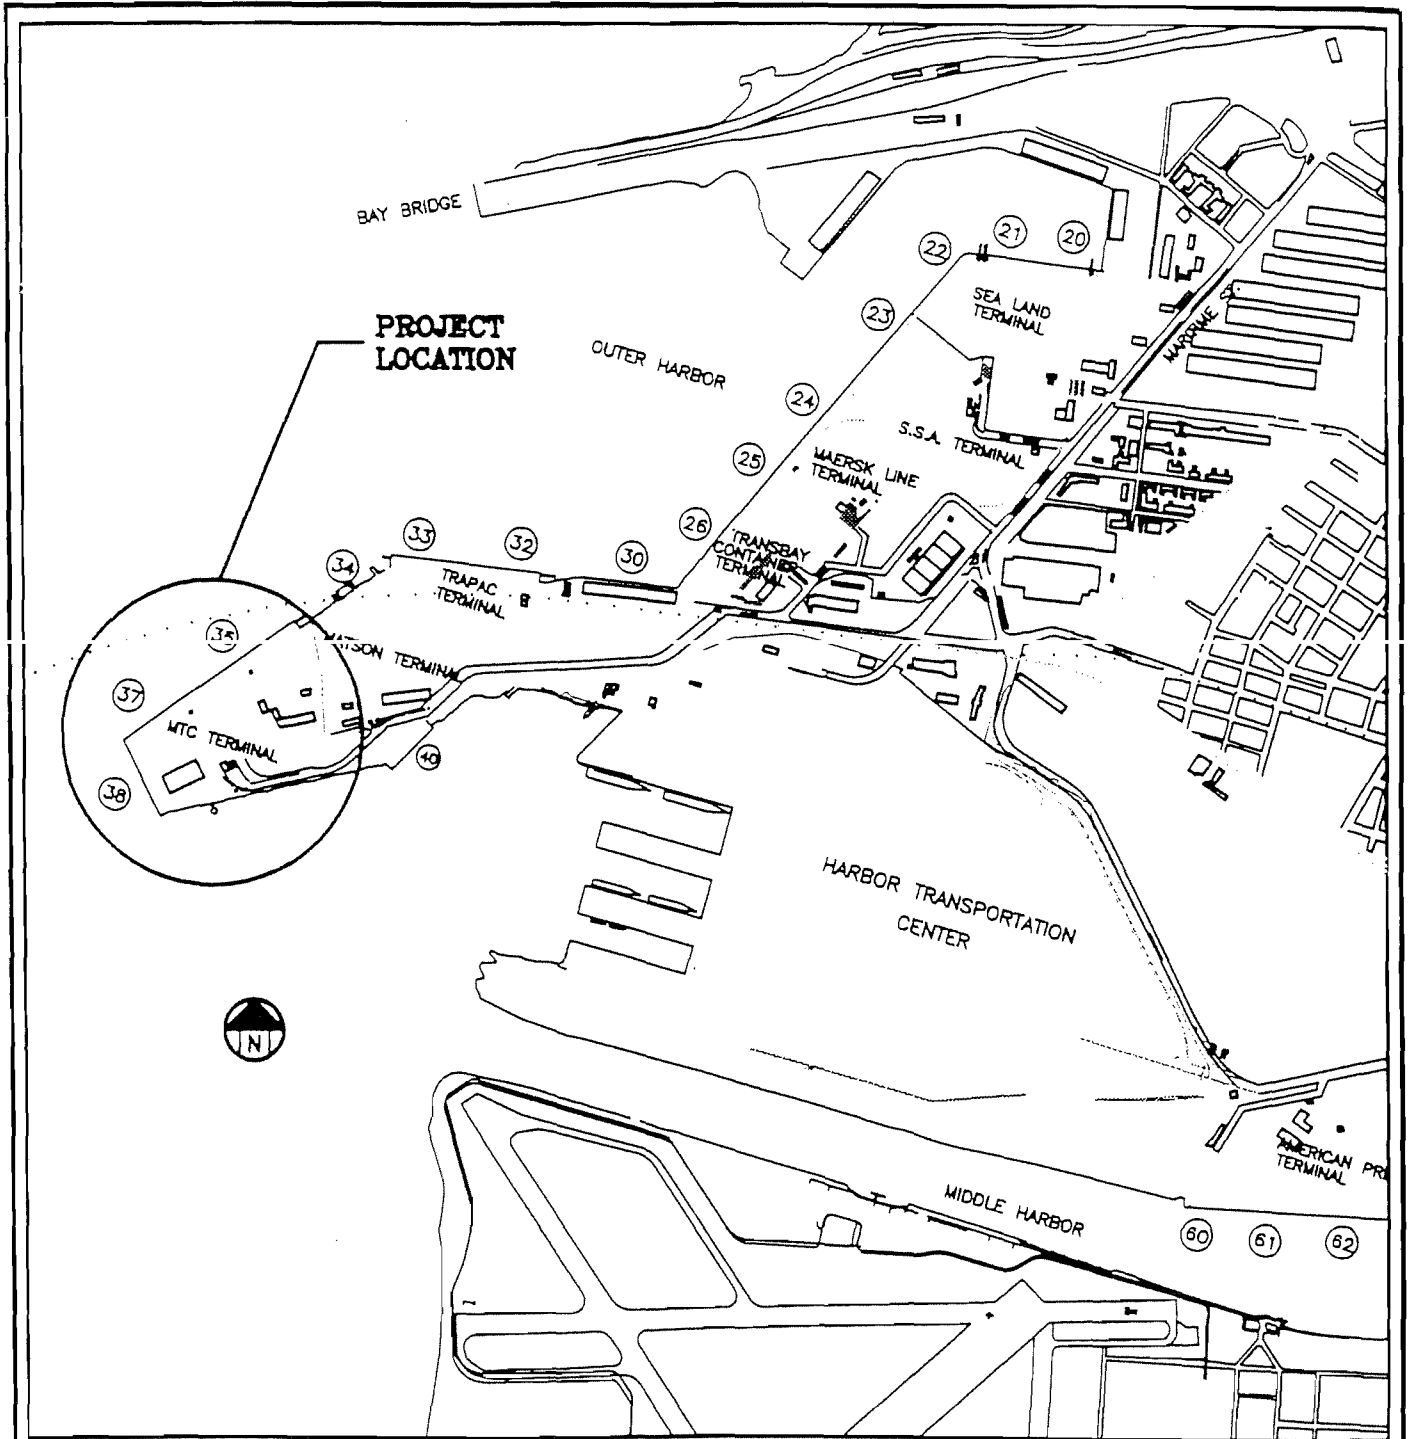 BAY BRIDGE
PROJECT
LOCATION
OUTER HARBOR
22
21
20
23
SEA LAND
TERMINAL
MARITIME
24
S.S.A. TERMINAL
25
MAERSK LINE
TERMINAL
26
TRANSBAY
CONTAINER
TERMINAL
33
32
30
34
TRAPAC
TERMINAL
35
MATSON TERMINAL
37
MTC TERMINAL
38
40
HARBOR TRANSPORTATION
CENTER
N
AMERICAN PRE
TERMINAL
MIDDLE HARBOR
60
61
62